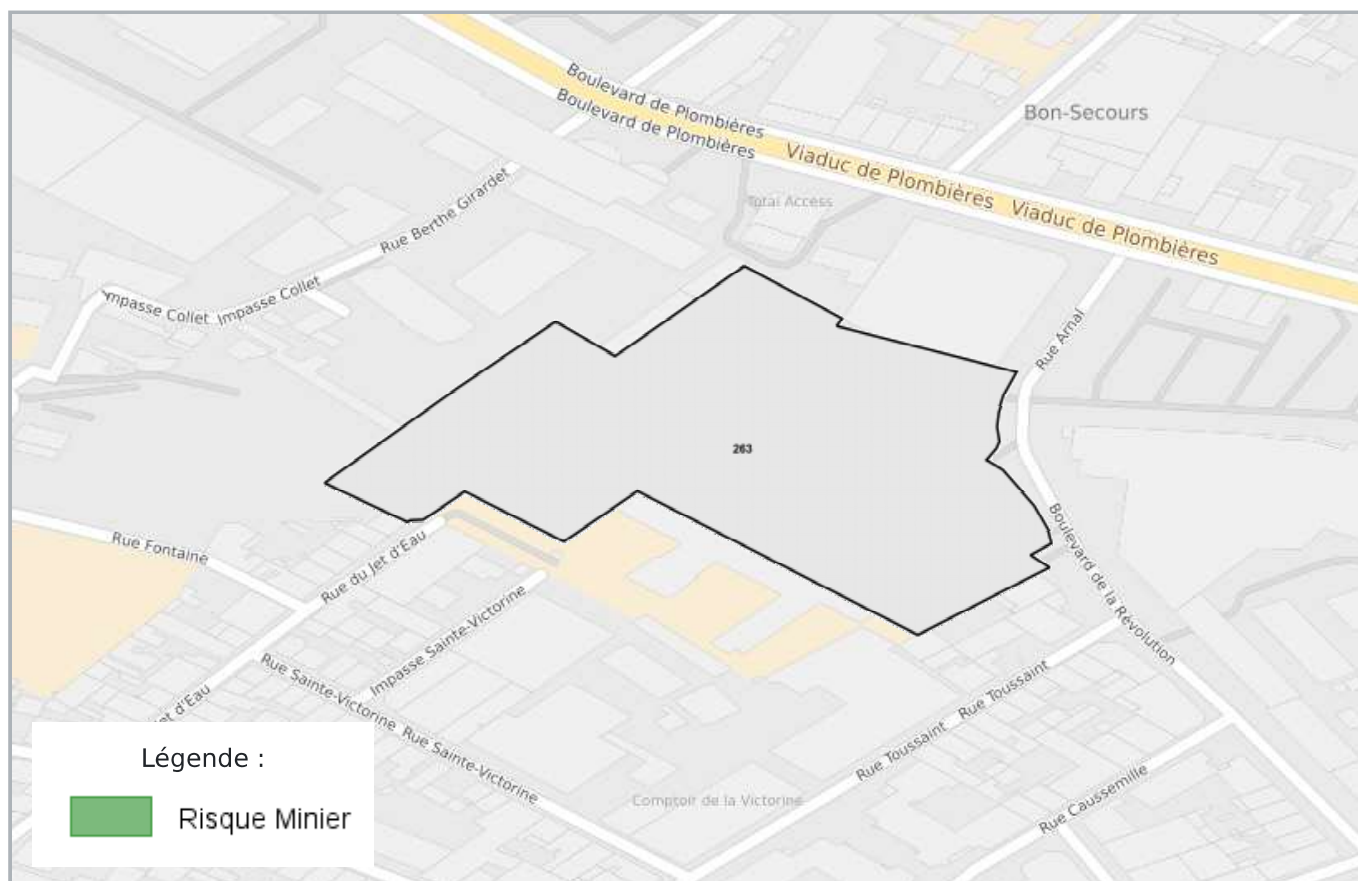 Boulevard de Plombières
Boulevard de Plombières
Viaduc de Plombières
Viaduc de Plombières
Bon-Secours
Total Access
Rue Berthe Girardet
Impasse Collet
Impasse Collet
Rue Arnal
263
Boulevard de la Révolution
Rue Fontaine
Rue du Jet d'Eau
Impasse Sainte-Victorine
Rue Sainte-Victorine
Rue Sainte-Victorine
Jet d'Eau
Rue Toussaint
Rue Toussaint
Rue Caussemille
Comptoir de la Victorine
Légende :
Risque Minier